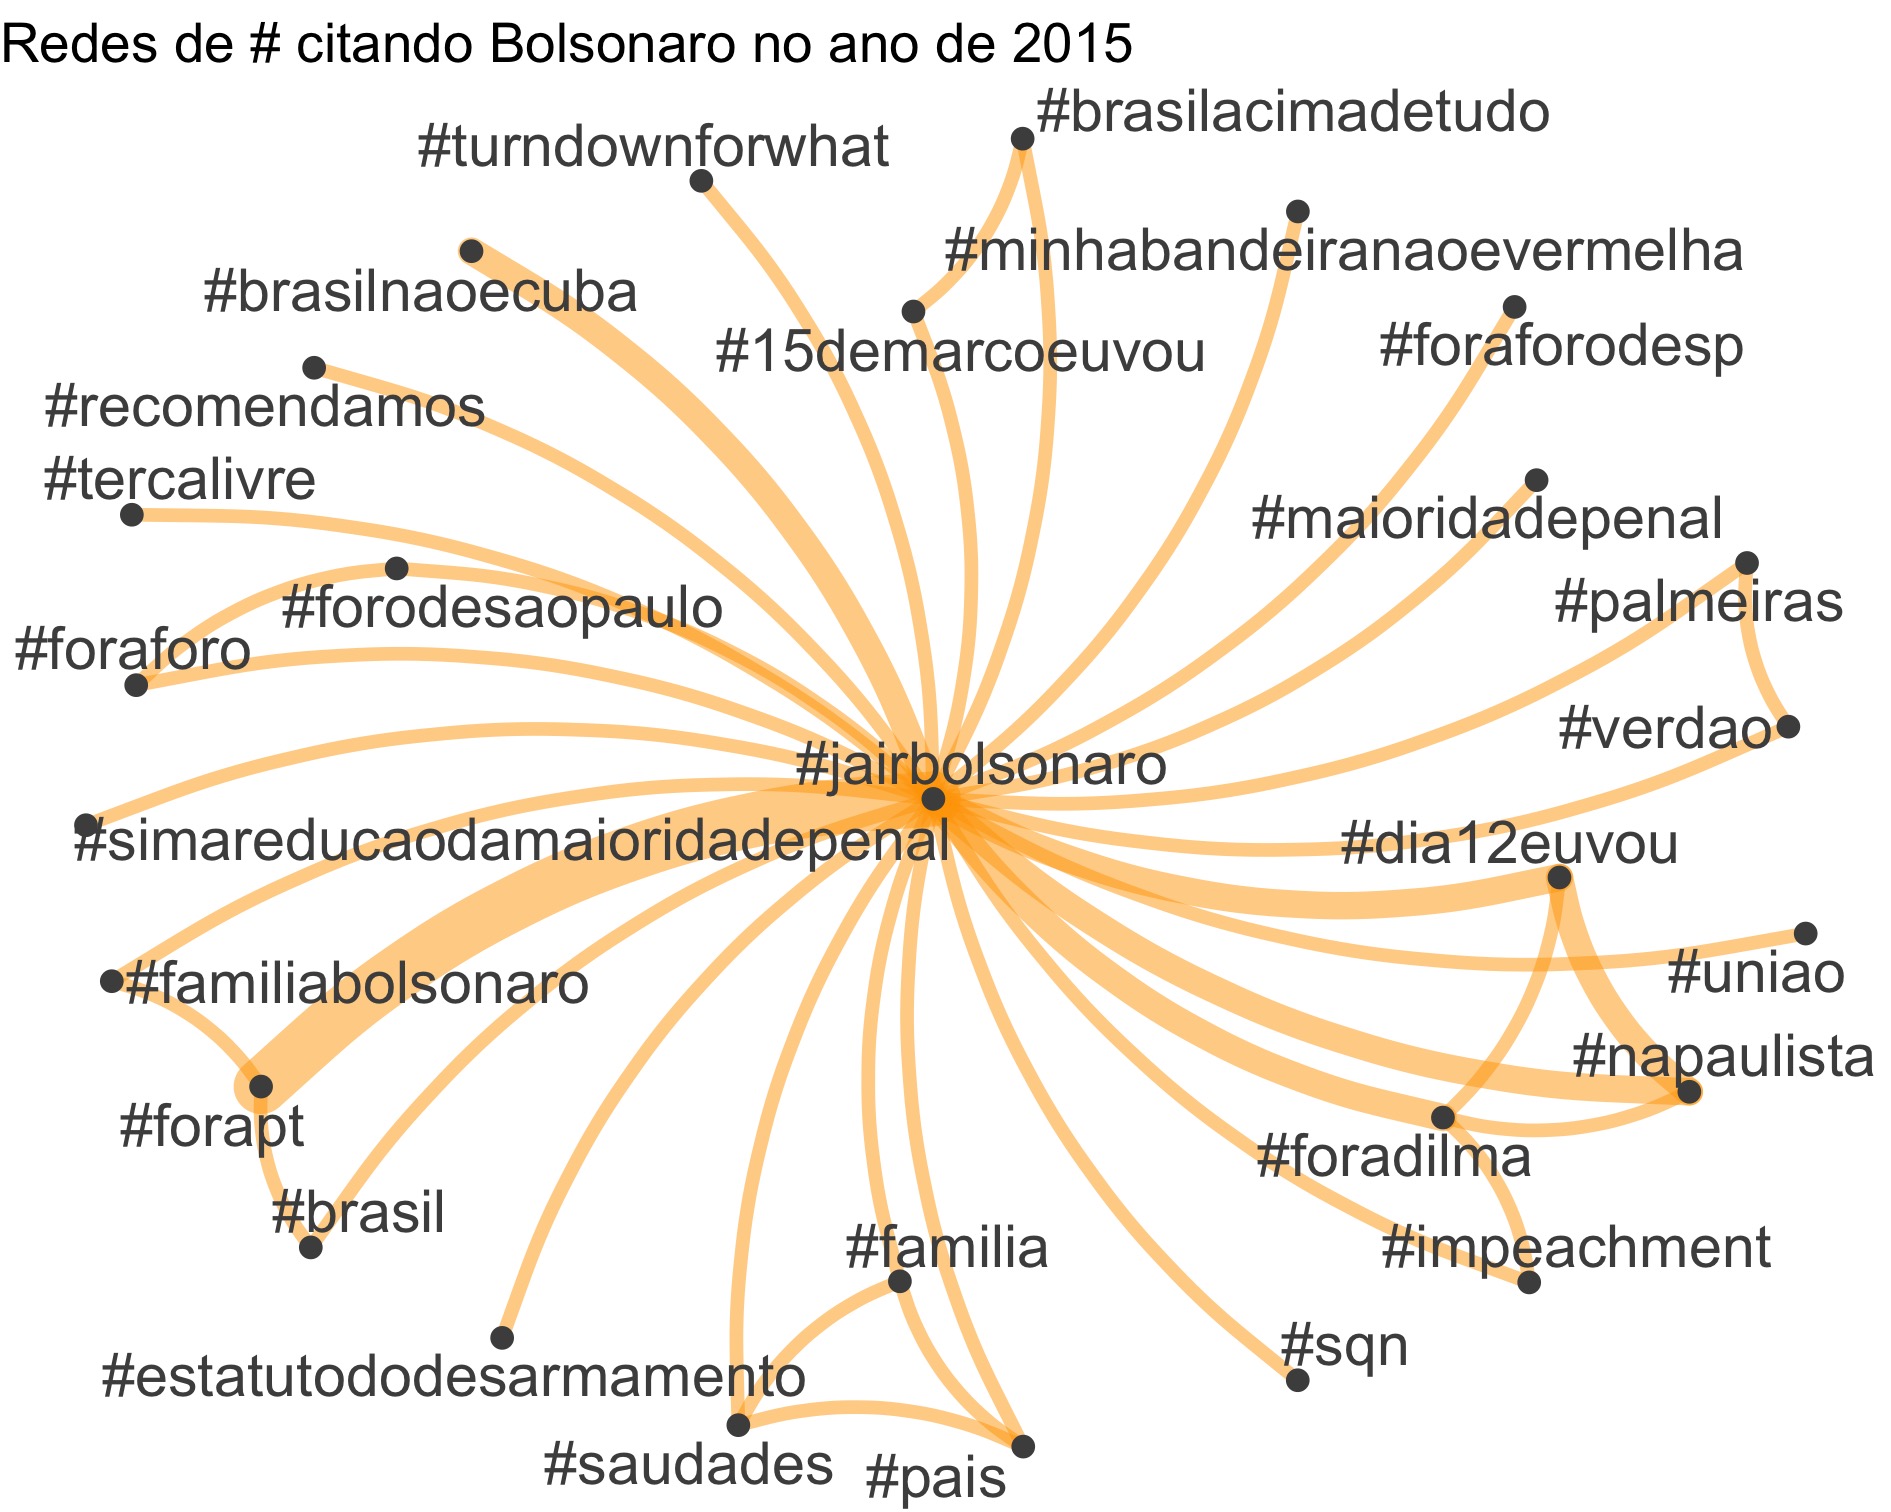 Redes de # citando Bolsonaro no ano de 2015
#brasilacimadetudo
#turndownforwhat
#minhabandeiranaoevermelha
#brasilnaoecuba
#15demarcoeuvou
#foraforodesp
#recomendamos
#tercalivre
#maioridadepenal
#palmeiras
#forodesaopaulo
#foraforo
#verdao
#jairbolsonaro
#simareducaodamaioridadepenal
#dia12euvou
#uniao
#familiabolsonaro
#napaulista
#forapt
#foradilma
#brasil
#familia
#impeachment
#sqn
#estatutododesarmamento
#saudades
#pais